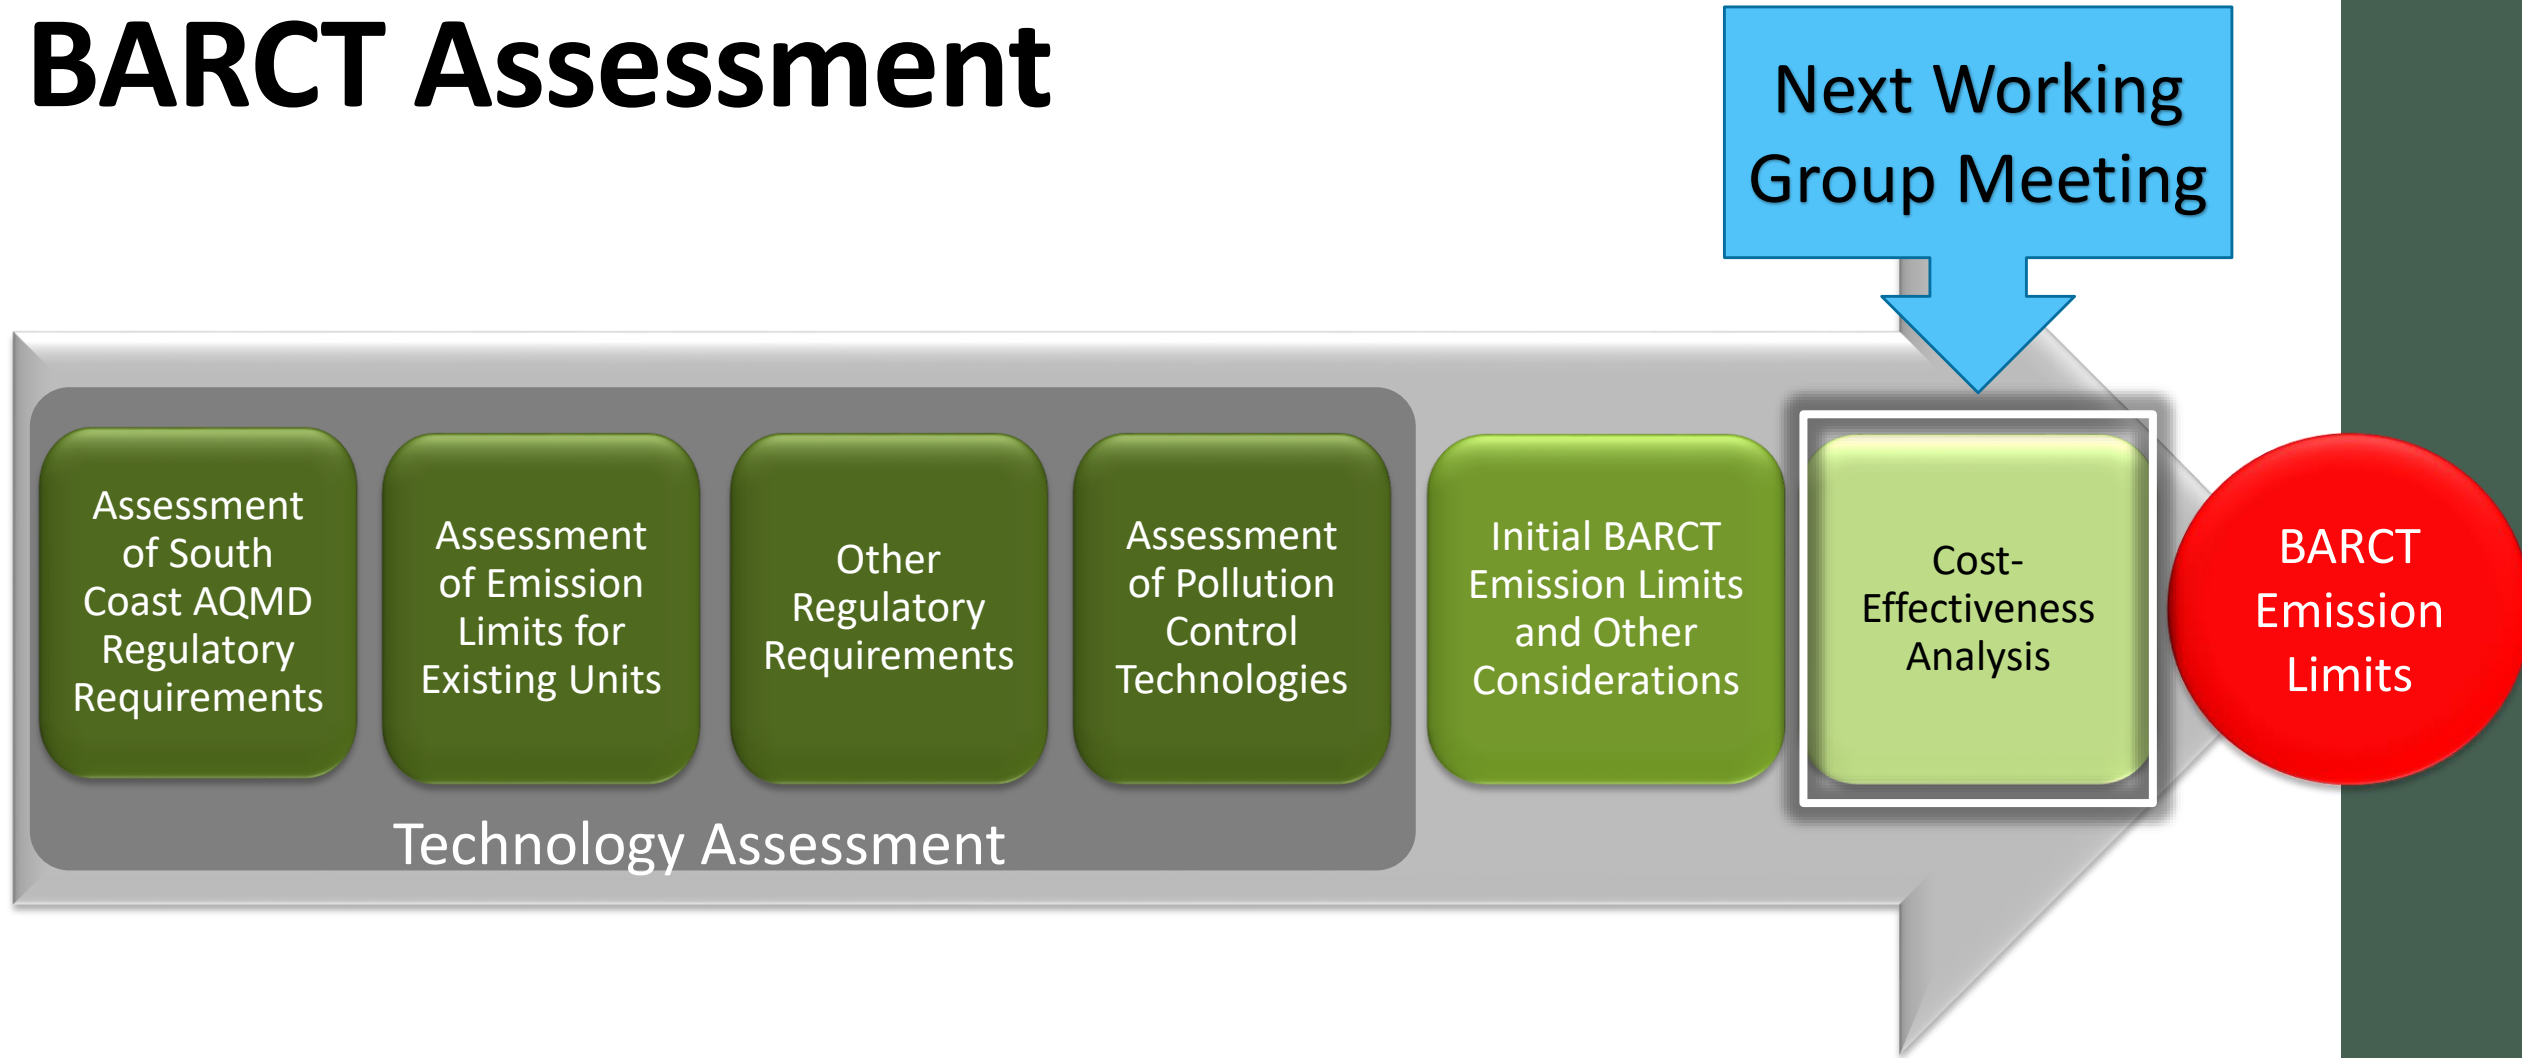 BARCT Assessment
Next Working
Group Meeting
Assessment
of South
Coast AQMD
Regulatory
Requirements
Assessment
of Emission
Limits for
Existing Units
Other
Regulatory
Requirements
Assessment
of Pollution
Control
Technologies
Initial BARCT
Emission Limits
and Other
Considerations
Cost-
Effectiveness
Analysis
BARCT
Emission
Limits
Technology Assessment